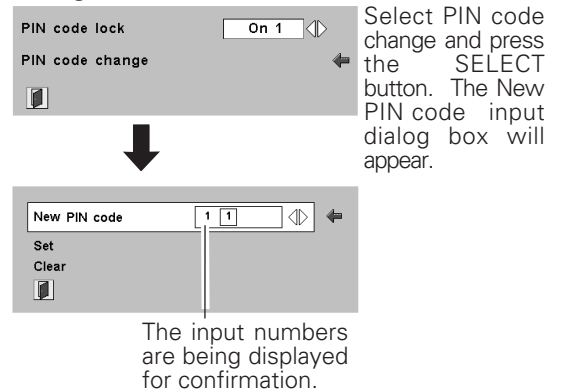 PIN code lock On 1
PIN code change
Select PIN code
change and press
the SELECT
button. The New
PIN code input
dialog box will
appear.
New PIN code 1 1
Set
Clear
The input numbers
are being displayed
for confirmation.